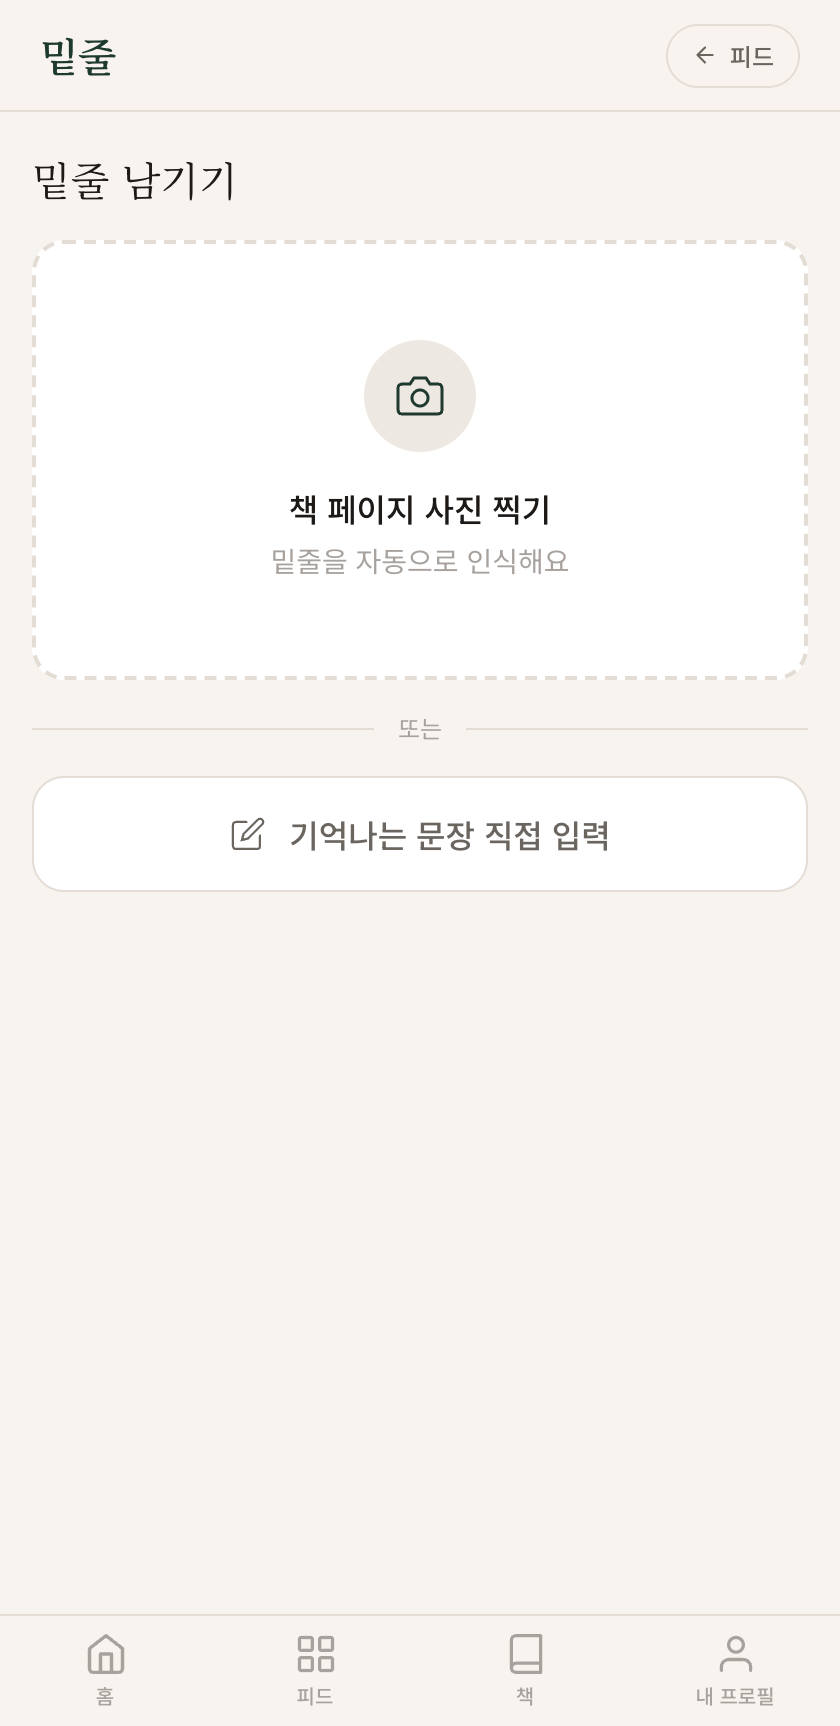 밑줄
피드
밑줄 남기기
책 페이지 사진 찍기
밑줄을 자동으로 인식해요
또는
기억나는 문장 직접 입력
홈
피드
책
내 프로필